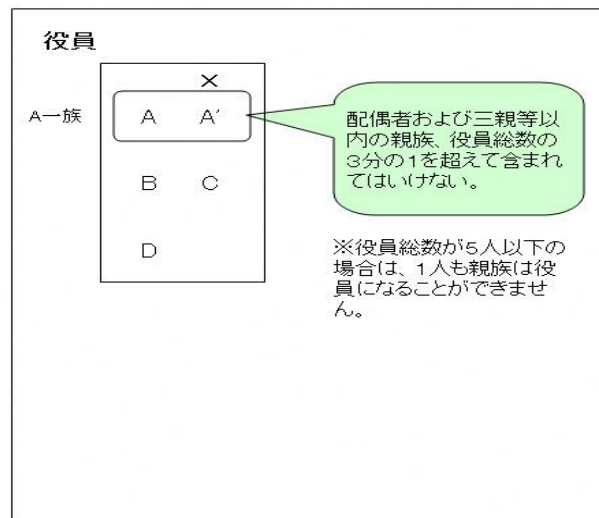 役員
×
A一族
A A′
B C
D
配偶者および三親等以
内の親族、役員総数の
3分の1を超えて含まれ
てはいけない。
※役員総数が5人以下の
場合は、1人も親族は役
員になることができませ
ん。